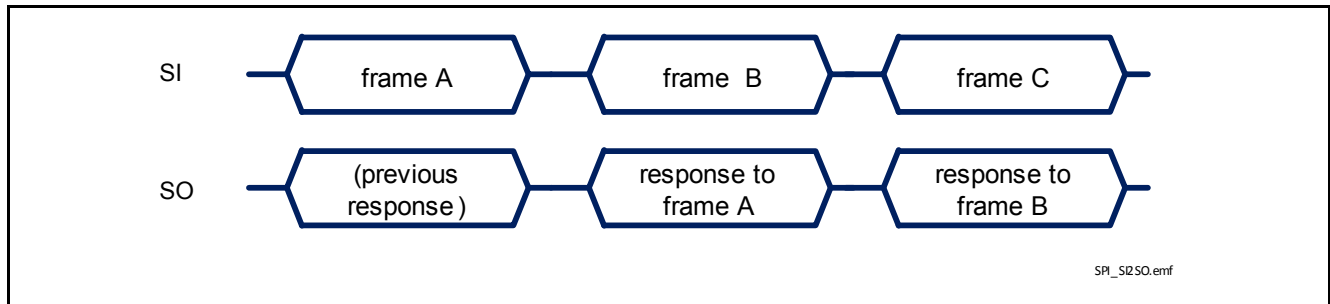 SI
frame A
frame B
frame C
SO
(previous
response)
response to
frame A
response to
frame B
SPI_SI2SO.emf